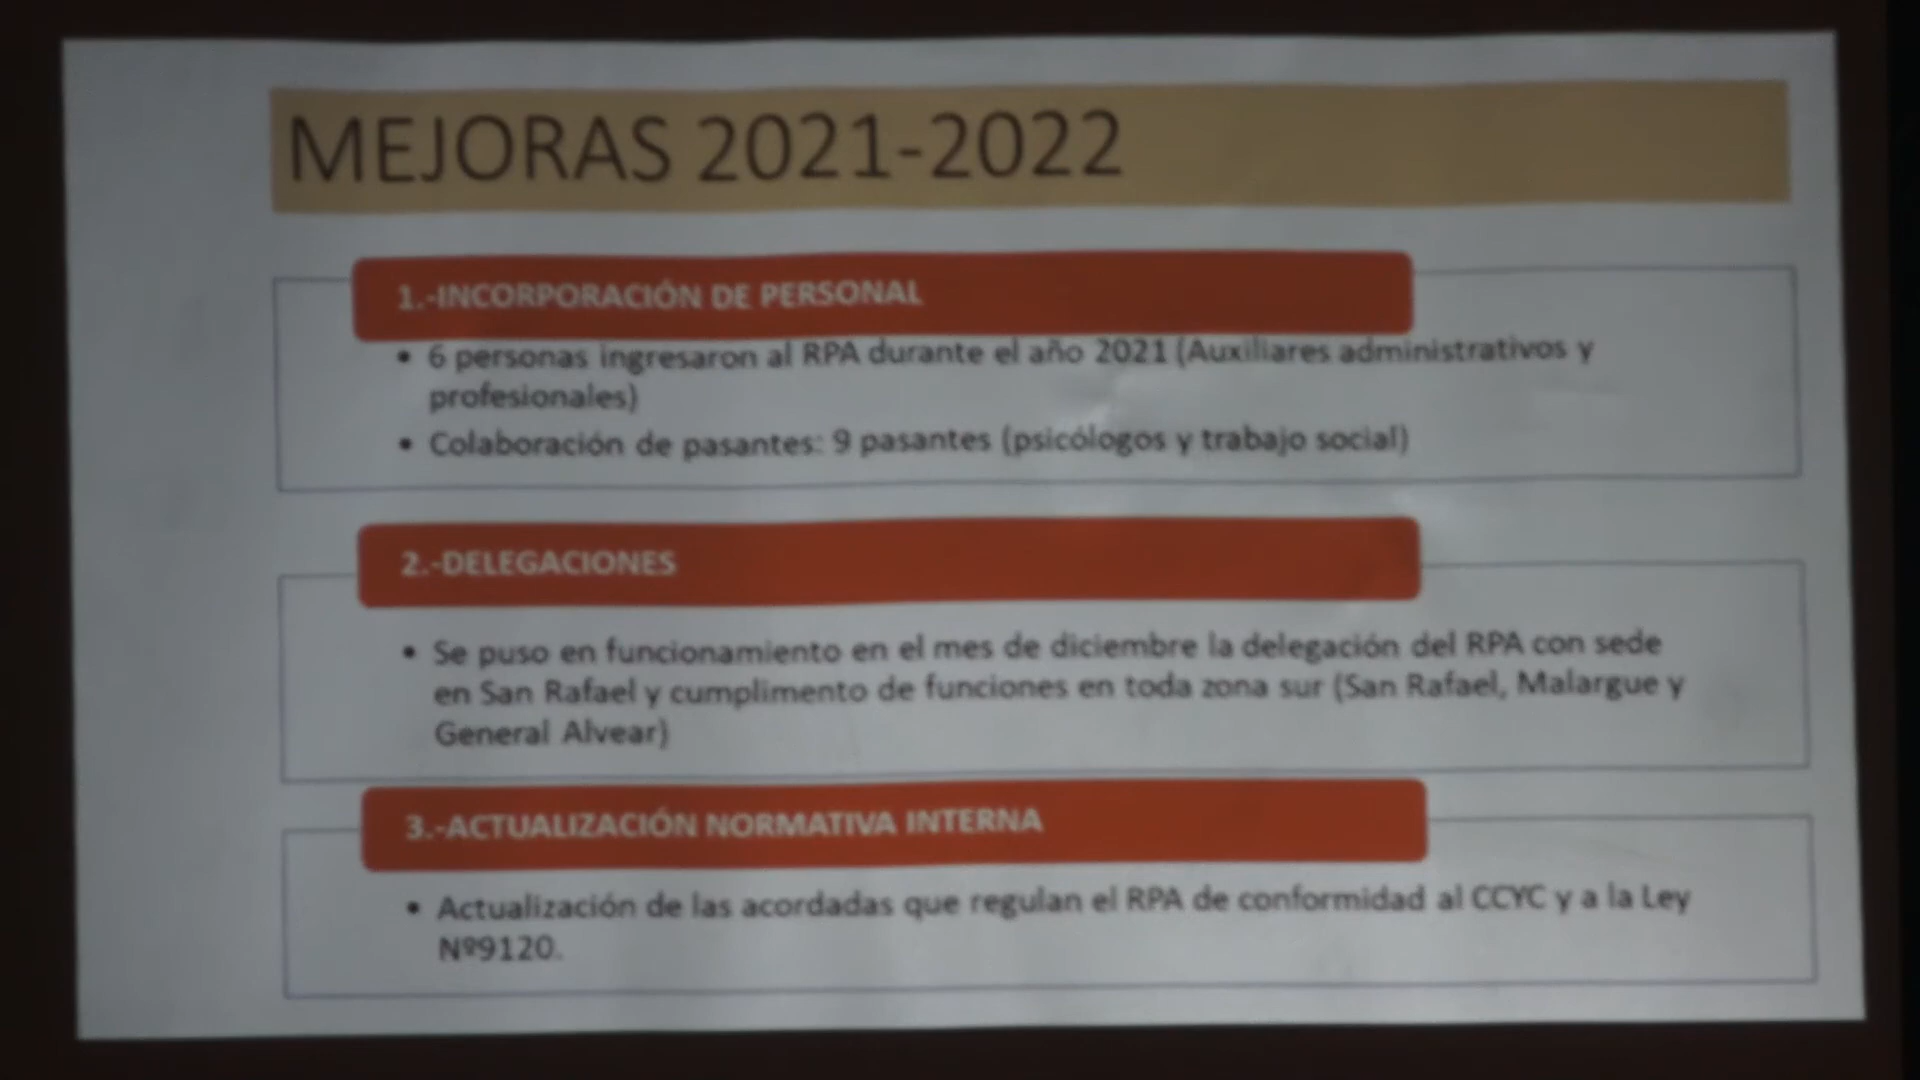 MEJORAS 2021-2022
1.-INCORPORACIÓN DE PERSONAL
• 6 personas ingresaron al RPA durante el año 2021 (Auxiliares administrativos y
profesionales)
• Colaboración de pasantes: 9 pasantes (psicólogos y trabajo social)
2.-DELEGACIONES
• Se puso en funcionamiento en el mes de diciembre la delegación del RPA con sede
en San Rafael y cumplimento de funciones en toda zona sur (San Rafael, Malargue y
General Alvear)
3.-ACTUALIZACIÓN NORMATIVA INTERNA
• Actualización de las acordadas que regulan el RPA de conformidad al CCYC y a la Ley
Nº9120.